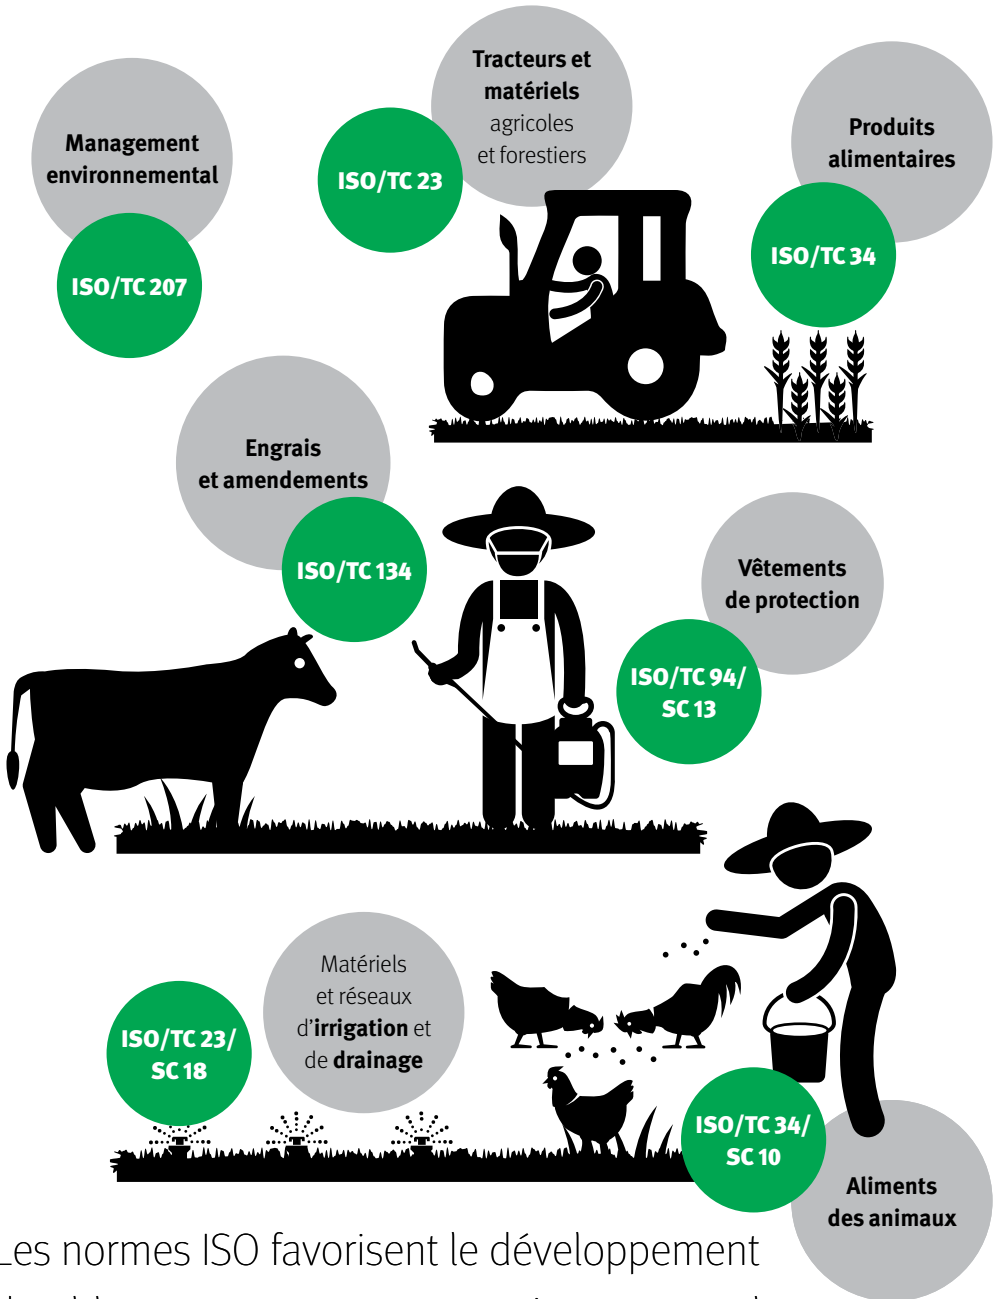 Tracteurs et
matériels
agricoles
et forestiers
ISO/TC 23
Management
environnemental
ISO/TC 207
Produits
alimentaires
ISO/TC 34
Engrais
et amendements
ISO/TC 134
Vêtements
de protection
ISO/TC 94/
SC 13
Matériels
et réseaux
d'irrigation et
de drainage
ISO/TC 23/
SC 18
ISO/TC 34/
SC 10
Aliments
des animaux
Les normes ISO favorisent le développement